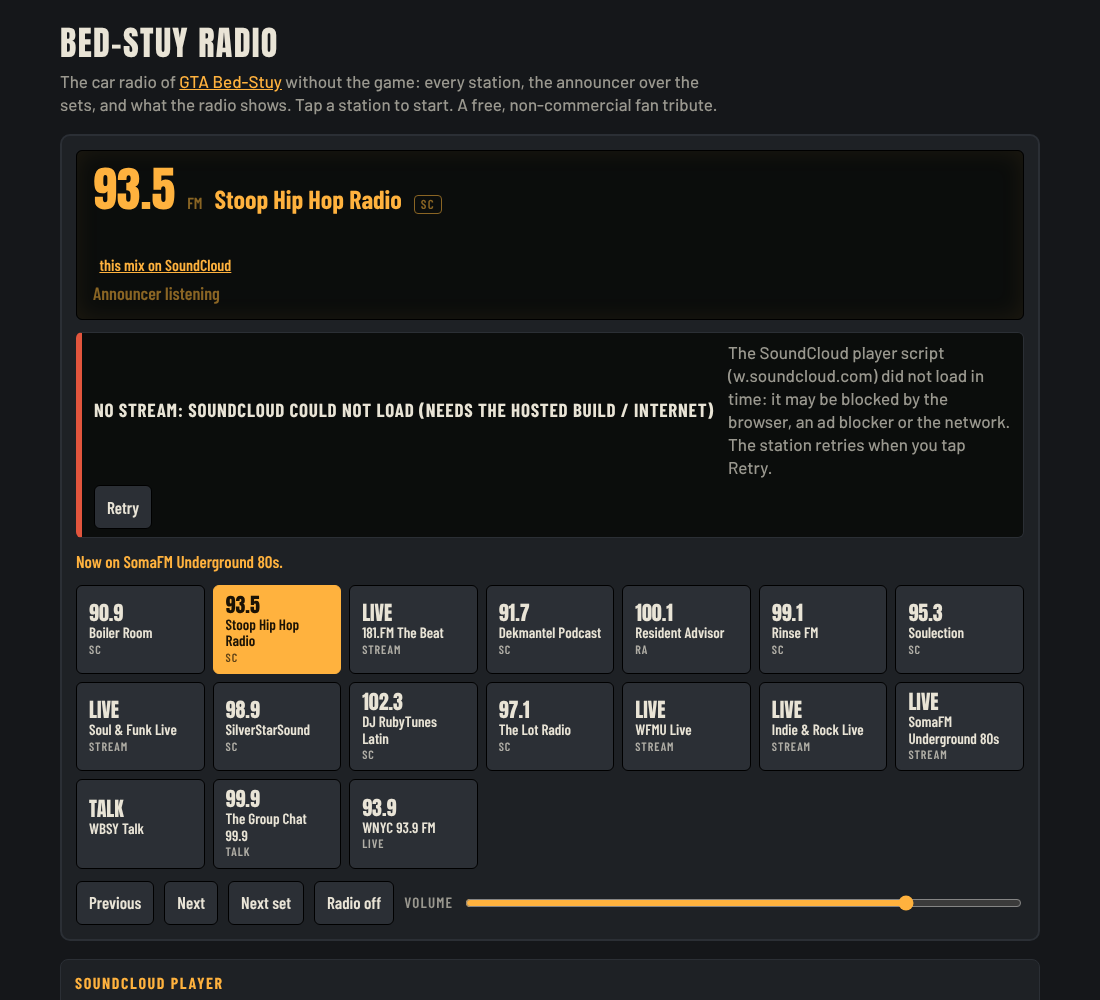 BED-STUY RADIO
The car radio of GTA Bed-Stuy without the game: every station, the announcer over the
sets, and what the radio shows. Tap a station to start. A free, non-commercial fan tribute.
93.5 FM Stoop Hip Hop Radio SC
this mix on SoundCloud
Announcer listening
NO STREAM: SOUNDCLOUD COULD NOT LOAD (NEEDS THE HOSTED BUILD / INTERNET)
The SoundCloud player script
(w.soundcloud.com) did not load in
time: it may be blocked by the
browser, an ad blocker or the network.
The station retries when you tap
Retry.
Retry
Now on SomaFM Underground 80s.
90.9
Boiler Room
SC
93.5
Stoop Hip Hop
Radio
SC
LIVE
181.FM The Beat
STREAM
91.7
Dekmantel Podcast
SC
100.1
Resident Advisor
RA
99.1
Rinse FM
SC
95.3
Soulection
SC
LIVE
Soul & Funk Live
STREAM
98.9
SilverStarSound
SC
102.3
DJ RubyTunes
Latin
SC
97.1
The Lot Radio
SC
LIVE
WFMU Live
STREAM
LIVE
Indie & Rock Live
STREAM
LIVE
SomaFM
Underground 80s
STREAM
TALK
WBSY Talk
99.9
The Group Chat
99.9
TALK
93.9
WNYC 93.9 FM
LIVE
Previous Next Next set Radio off VOLUME
SOUNDCLOUD PLAYER